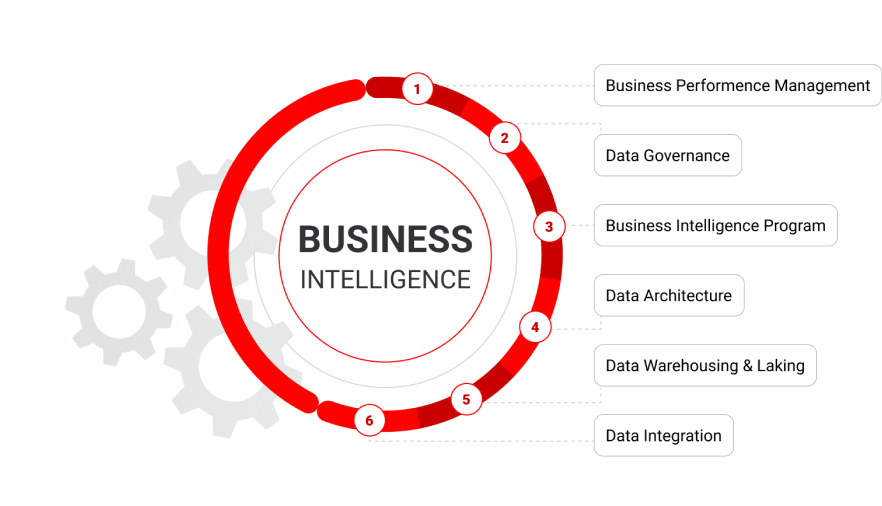 BUSINESS
INTELLIGENCE
1
Business Performence Management
2
Data Governance
3
Business Intelligence Program
4
Data Architecture
5
Data Warehousing & Laking
6
Data Integration